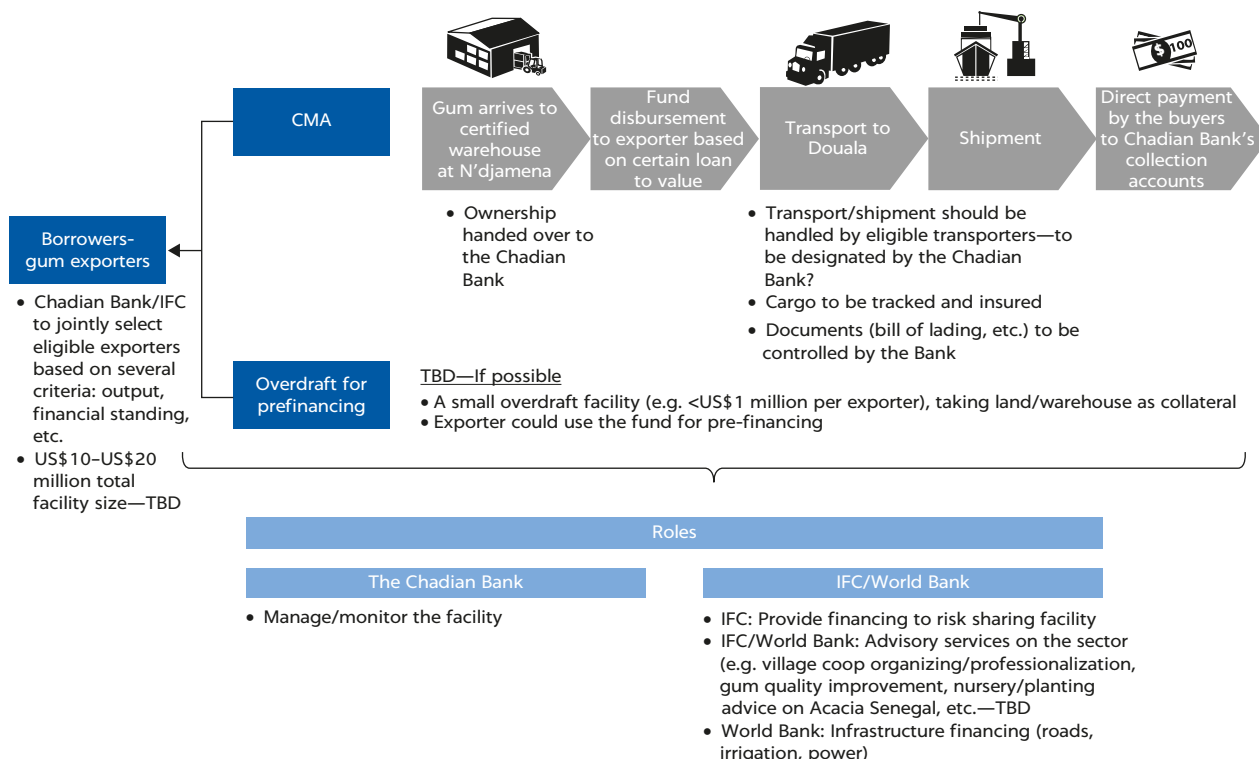 $100
CMA
Gum arrives to
certified
warehouse
at N’djamena
Fund
disbursement
to exporter based
on certain loan
to value
Transport to
Douala
Shipment
Direct payment
by the buyers
to Chadian Bank’s
collection
accounts
• Ownership
handed over to
the Chadian
Bank
• Transport/shipment should be
handled by eligible transporters—to
be designated by the Chadian
Bank?
• Cargo to be tracked and insured
• Documents (bill of lading, etc.) to be
controlled by the Bank
Borrowers-
gum exporters
• Chadian Bank/IFC
to jointly select
eligible exporters
based on several
criteria: output,
financial standing,
etc.
• US$10–US$20
million total
facility size—TBD
Overdraft for
prefinancing
TBD—If possible
• A small overdraft facility (e.g. <US$1 million per exporter), taking land/warehouse as collateral
• Exporter could use the fund for pre-financing
Roles
The Chadian Bank
• Manage/monitor the facility
IFC/World Bank
• IFC: Provide financing to risk sharing facility
• IFC/World Bank: Advisory services on the sector
(e.g. village coop organizing/professionalization,
gum quality improvement, nursery/planting
advice on Acacia Senegal, etc.—TBD
• World Bank: Infrastructure financing (roads,
irrigation, power)